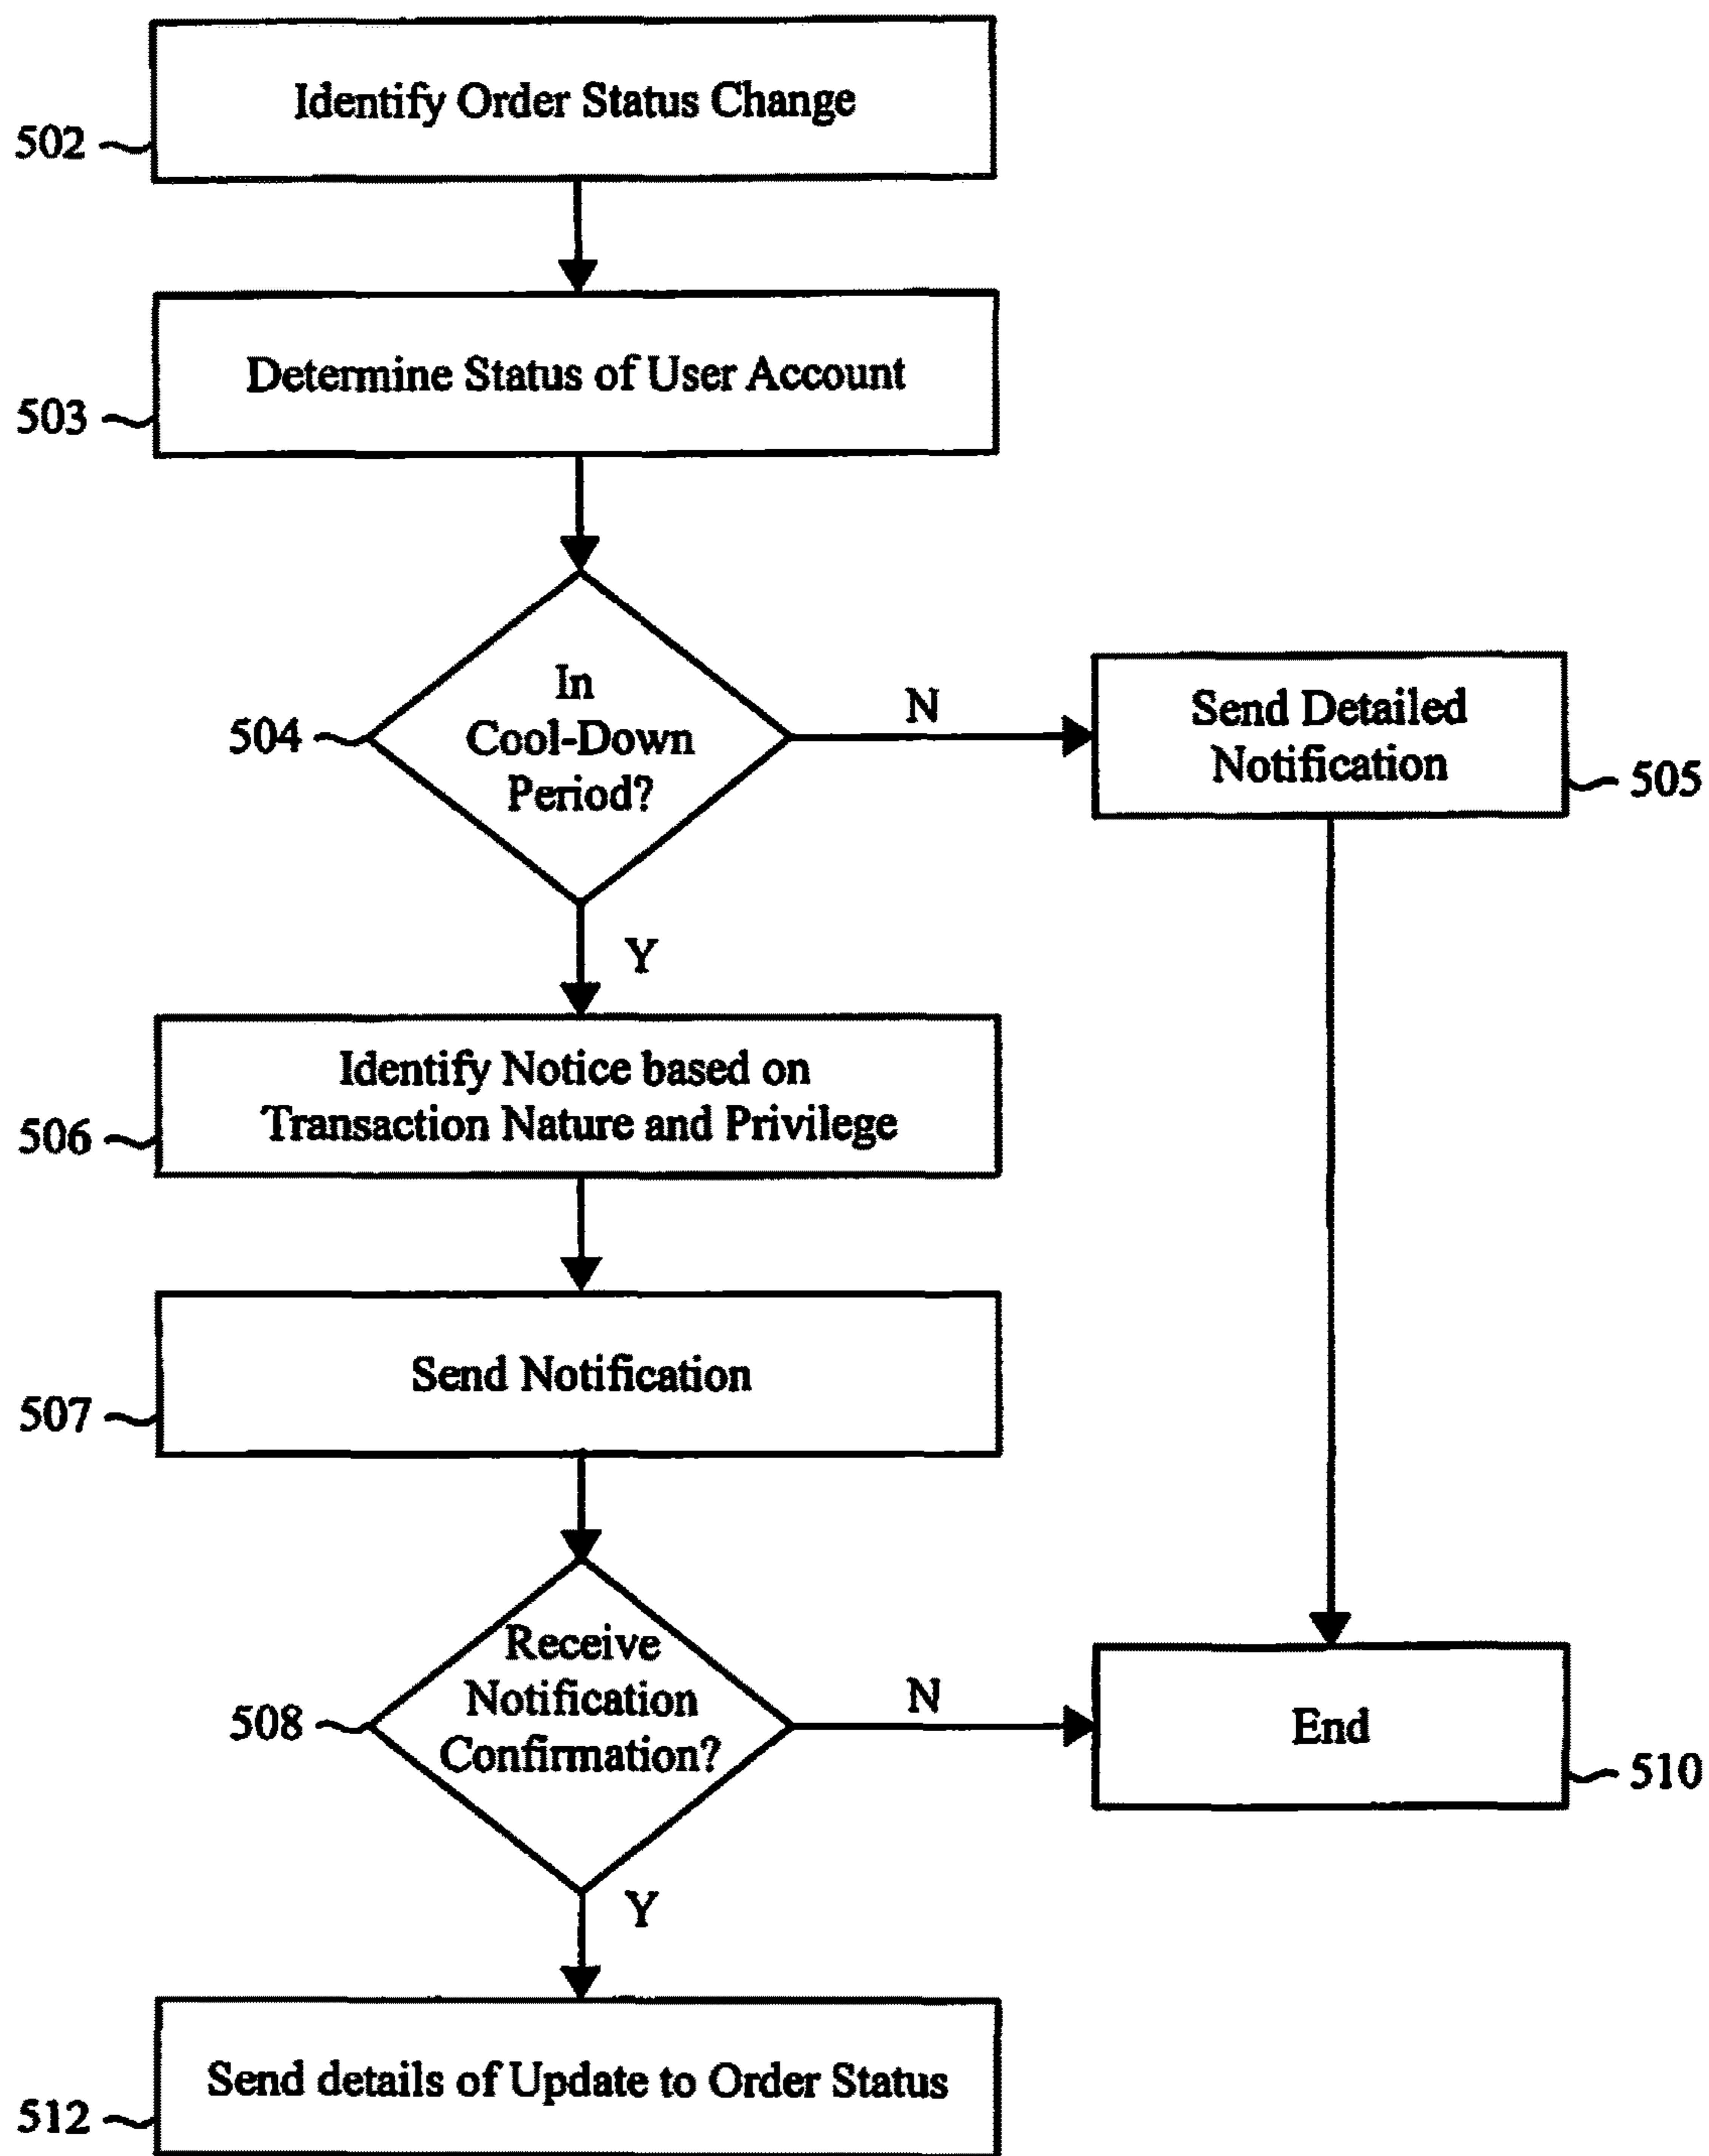 Identify Order Status Change
502
Determine Status of User Account
503
In
Cool-Down
Period?
504
N
Send Detailed
Notification
505
Y
Identify Notice based on
Transaction Nature and Privilege
506
Send Notification
507
Receive
Notification
Confirmation?
508
N
End
510
Y
Send details of Update to Order Status
512